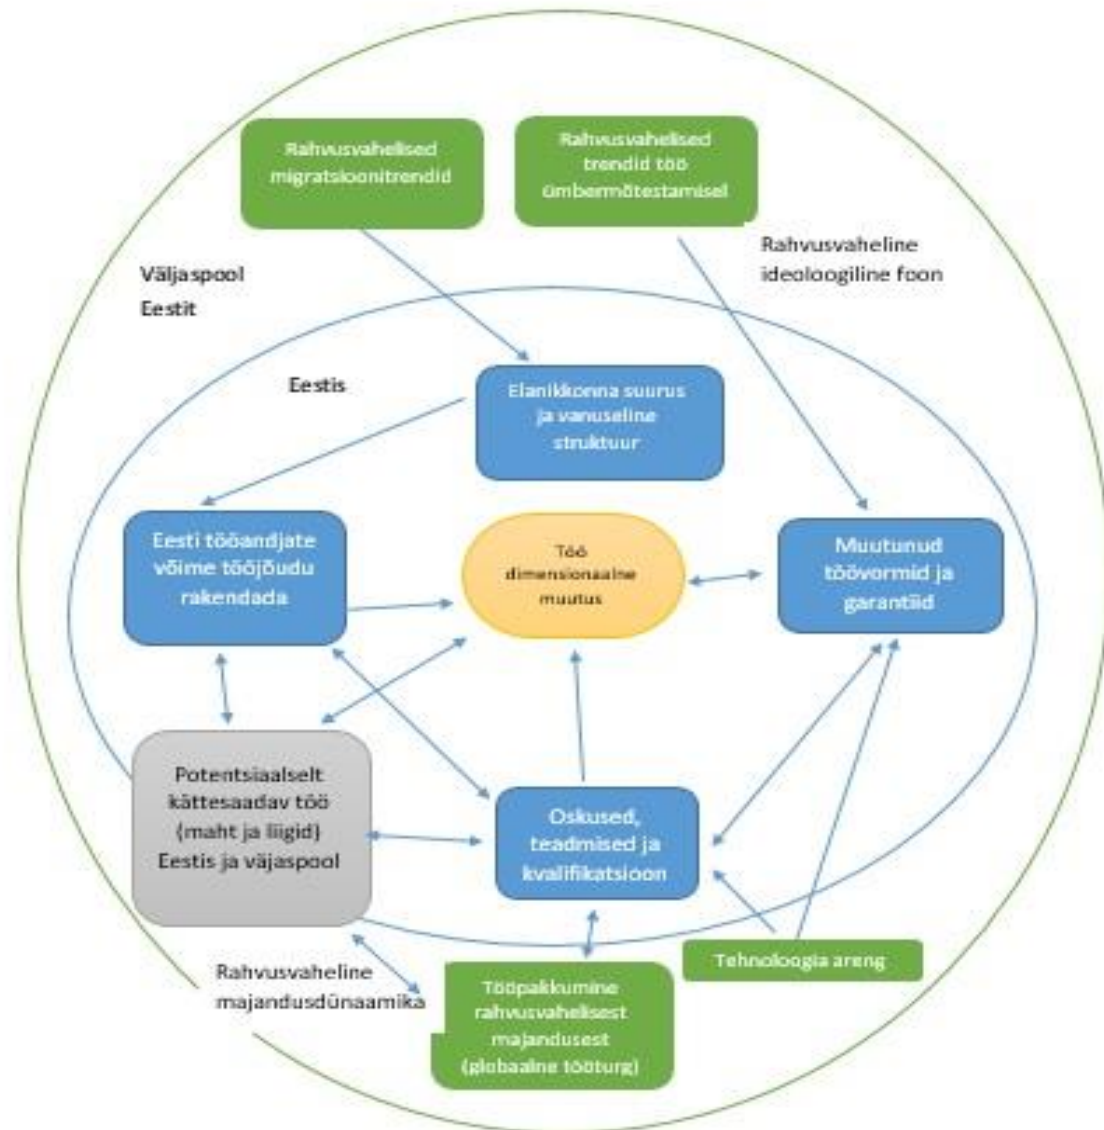 Rahvusvahelised
migratsioonitrendid
Rahvusvahelised
trendid töö
ümbermõtestamisel
Rahvusvaheline
ideoloogiline foon
Väljaspool
Eestit
Eestis
Elanikkonna suurus
ja vanuseline
struktuur
Eesti tööandjate
võime tööjõudu
rakendada
Töö
dimensionaalne
muutus
Muutunud
töövormid ja
garantiid
Potentsiaalselt
kättesaadav töö
(maht ja liigid)
Eestis ja väjaspool
Oskused,
teadmised ja
kvalifikatsioon
Tehnoloogia areng
Rahvusvaheline
majandusdünaamika
Tööpakkumine
rahvusvahelisest
majandusest
(globaalne tööturg)